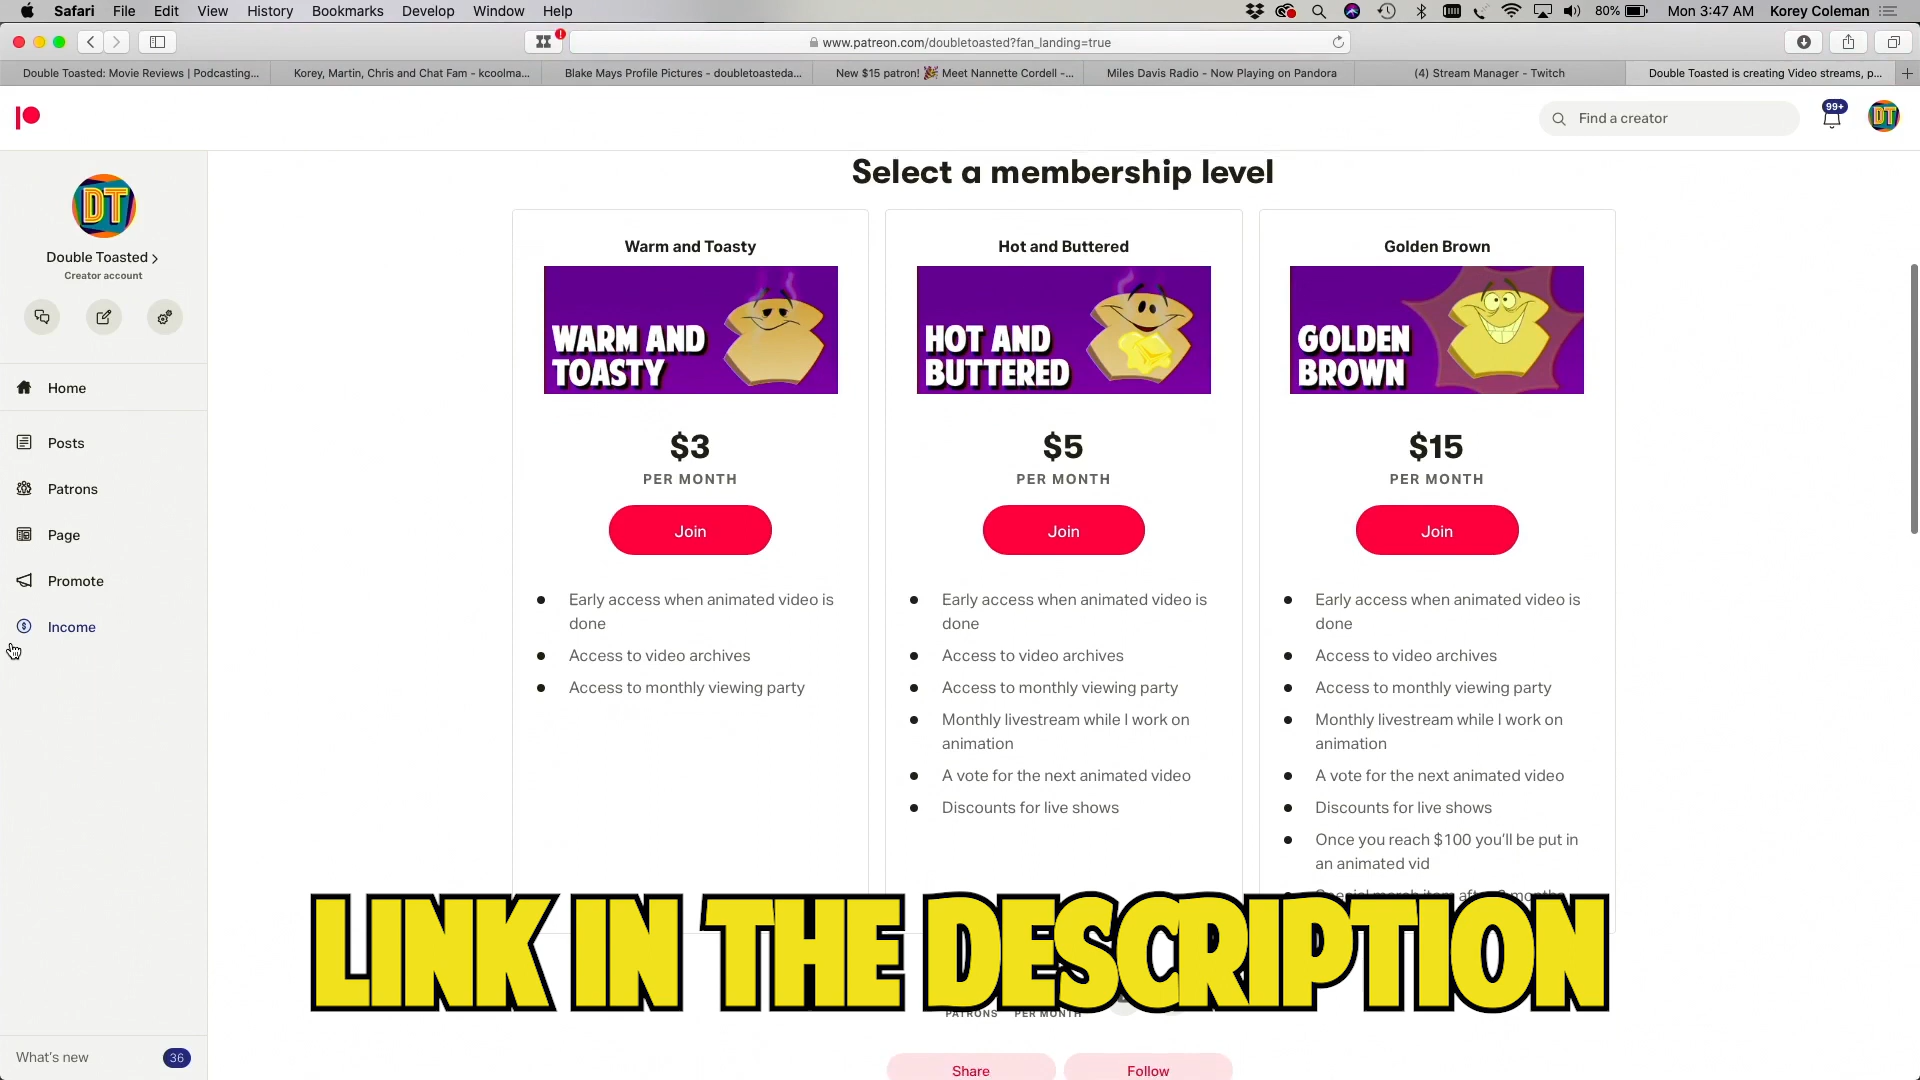 Safari File Edit View History Bookmarks Develop Window Help 80% Mon 3:47 AM Korey Coleman
www.patreon.com/doubletoasted?fan_landing=true
Double Toasted: Movie Reviews | Podcasting... Korey, Martin, Chris and Chat Fam - kcoolma... Blake Mays Profile Pictures - doubletoasteda... New $15 patron! 🎉 Meet Nannette Cordell -... Miles Davis Radio - Now Playing on Pandora (4) Stream Manager - Twitch Double Toasted is creating Video streams, p...
Find a creator 99+ DT
DT
Double Toasted
Creator account
Home
Posts
Patrons
Page
Promote
Income
What's new 36
Select a membership level
Warm and Toasty
WARM AND
TOASTY
$3
PER MONTH
Join
Early access when animated video is
done
Access to video archives
Access to monthly viewing party
Hot and Buttered
HOT AND
BUTTERED
$5
PER MONTH
Join
Early access when animated video is
done
Access to video archives
Access to monthly viewing party
Monthly livestream while I work on
animation
A vote for the next animated video
Discounts for live shows
Golden Brown
GOLDEN
BROWN
$15
PER MONTH
Join
Early access when animated video is
done
Access to video archives
Access to monthly viewing party
Monthly livestream while I work on
animation
A vote for the next animated video
Discounts for live shows
Once you reach $100 you'll be put in
an animated vid
LINK IN THE DESCRIPTION
PATRONS PER MONTH
Share Follow